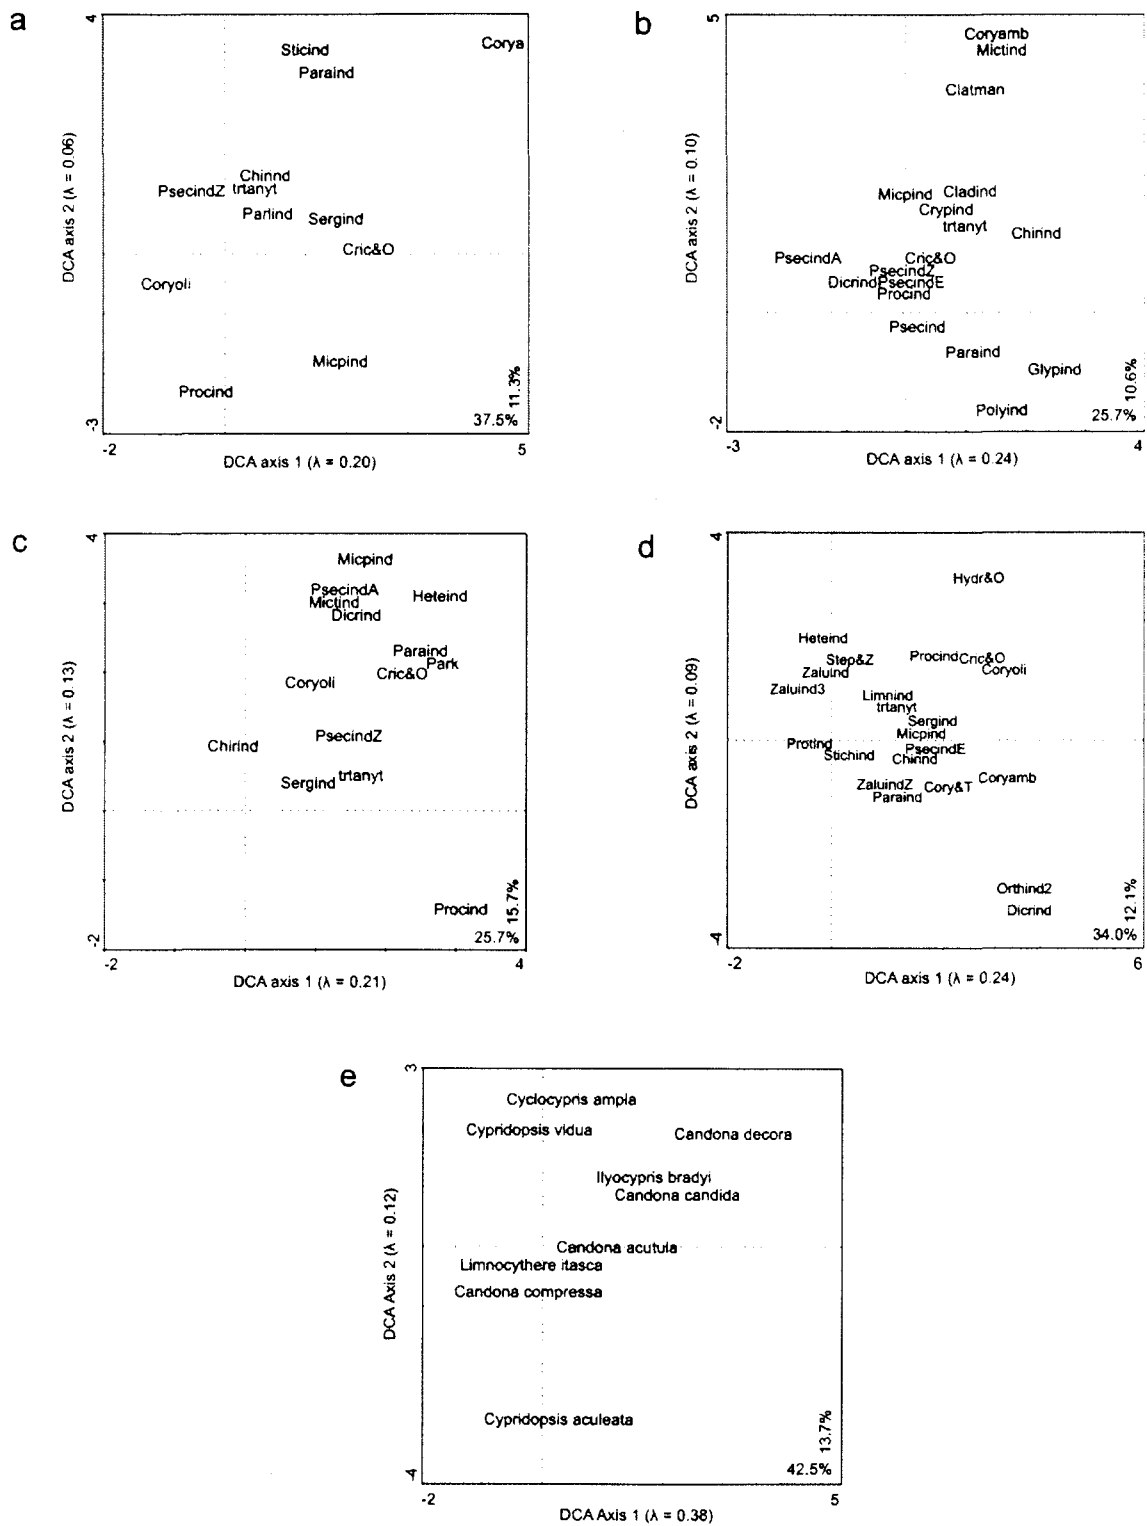 a
4
Sticind
Corya
Paraind
Chirind
PsecindZ
trtanyt
Parlind
Sergind
Cric&O
Coryoli
Micpind
Procind
DCA axis 2 (λ = 0.06)
11.3%
37.5%
-3
-2
5
DCA axis 1 (λ = 0.20)
b
5
Coryamb
Mictind
Clatman
Micpind
Cladind
Crypind
trtanyt
Chirind
PsecindA
Cric&O
PsecindZ
Dicrind
PsecindE
Procind
Psecind
Paraind
Glypind
Polyind
DCA axis 2 (λ = 0.10)
10.6%
25.7%
-2
-3
4
DCA axis 1 (λ = 0.24)
c
4
Micpind
PsecindA
Mictind
Heteind
Dicrind
Paraind
Park
Cric&O
Coryoli
PsecindZ
Chirind
trtanyt
Sergind
Procind
DCA axis 2 (λ = 0.13)
15.7%
25.7%
-2
-2
4
DCA axis 1 (λ = 0.21)
d
4
Hydr&O
Heteind
Step&Z
Procind
Cric&O
Zaluind
Coryoli
Zaluind3
Limnind
trtanyt
Sergind
Micpind
Protind
PsecindE
Stichind
Chirind
ZaluindZ
Cory&T
Coryamb
Paraind
Orthind2
Dicrind
DCA axis 2 (λ = 0.09)
12.1%
34.0%
-4
-2
6
DCA axis 1 (λ = 0.24)
e
3
Cyclocypris ampla
Cypridopsis vidua
Candona decora
Ilyocypris bradyi
Candona candida
Candona acutula
Limnocythere itasca
Candona compressa
Cypridopsis aculeata
DCA Axis 2 (λ = 0.12)
13.7%
42.5%
-4
-2
5
DCA Axis 1 (λ = 0.38)